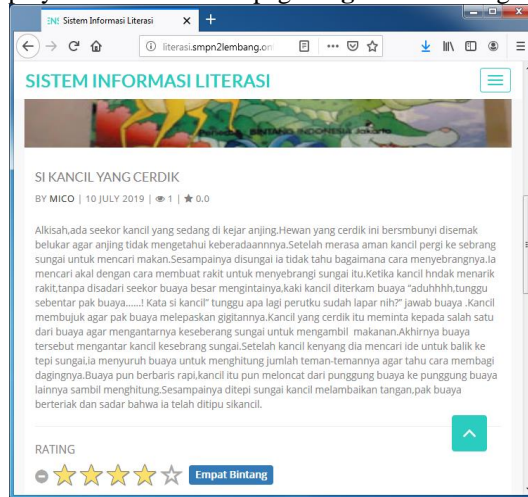 Sistem Informasi Literasi
literasi.smpn2lembang.on
SISTEM INFORMASI LITERASI
BINTANG INDONESIA Jakarta
SI KANCIL YANG CERDIK
BY MICO | 10 JULY 2019 | 1 | 0.0
Alkisah,ada seekor kancil yang sedang di kejar anjing.Hewan yang cerdik ini bersmbunyi disemak
belukar agar anjing tidak mengetahui keberadaannnya.Setelah merasa aman kancil pergi ke sebrang
sungai untuk mencari makan.Sesampainya disungai ia tidak tahu bagaimana cara menyebrangnya.Ia
mencari akal dengan cara membuat rakit untuk menyebrangi sungai itu.Ketika kancil hndak menarik
rakit,tanpa disadari seekor buaya besar mengintainya,kaki kancil diterkam buaya “aduhhhh,tunggu
sebentar pak buaya......! Kata si kancil” tunggu apa lagi perutku sudah lapar nih?” jawab buaya .Kancil
membujuk agar pak buaya melepaskan gigitannya.Kancil yang cerdik itu meminta kepada salah satu
dari buaya agar mengantarnya keseberang sungai untuk mengambil makanan.Akhirnya buaya
tersebut mengantar kancil kesebrang sungai.Setelah kancil kenyang dia mencari ide untuk balik ke
tepi sungai,ia menyuruh buaya untuk menghitung jumlah teman-temannya agar tahu cara membagi
dagingnya.Buaya pun berbaris rapi,kancil itu pun meloncat dari punggung buaya ke punggung buaya
lainnya sambil menghitung.Sesampainya ditepi sungai kancil melambaikan tangan,pak buaya
berteriak dan sadar bahwa ia telah ditipu sikancil.
RATING
Empat Bintang